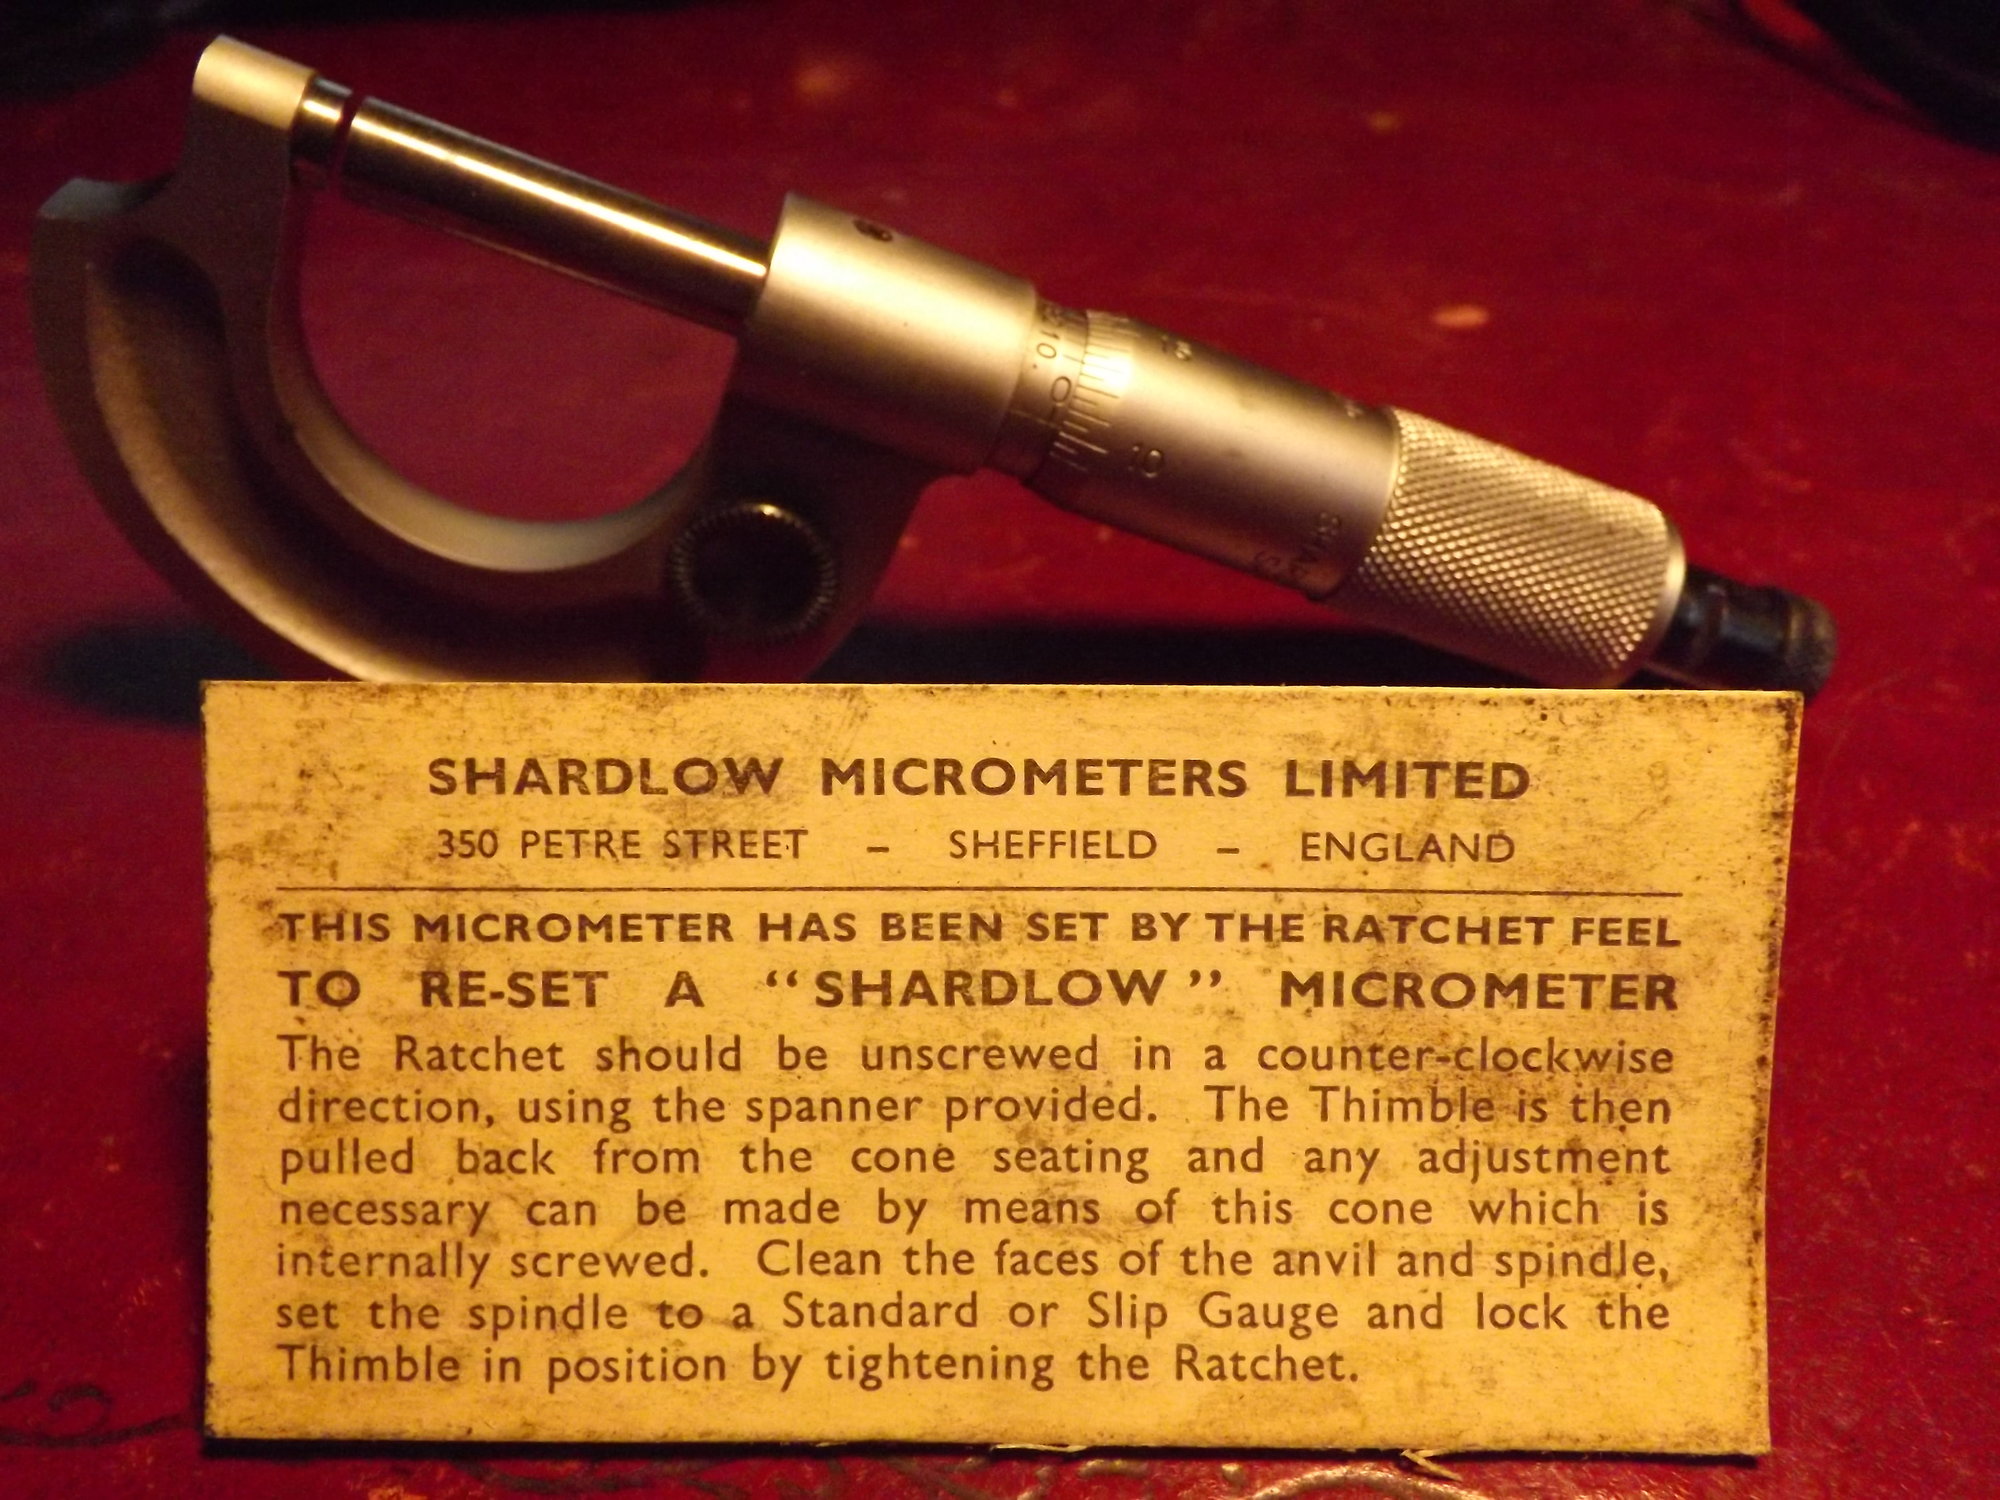 10
0
10
SHARDLOW MICROMETERS LIMITED
350 PETRE STREET – SHEFFIELD – ENGLAND
THIS MICROMETER HAS BEEN SET BY THE RATCHET FEEL
TO RE-SET A “SHARDLOW” MICROMETER
The Ratchet should be unscrewed in a counter-clockwise
direction, using the spanner provided. The Thimble is then
pulled back from the cone seating and any adjustment
necessary can be made by means of this cone which is
internally screwed. Clean the faces of the anvil and spindle,
set the spindle to a Standard or Slip Gauge and lock the
Thimble in position by tightening the Ratchet.